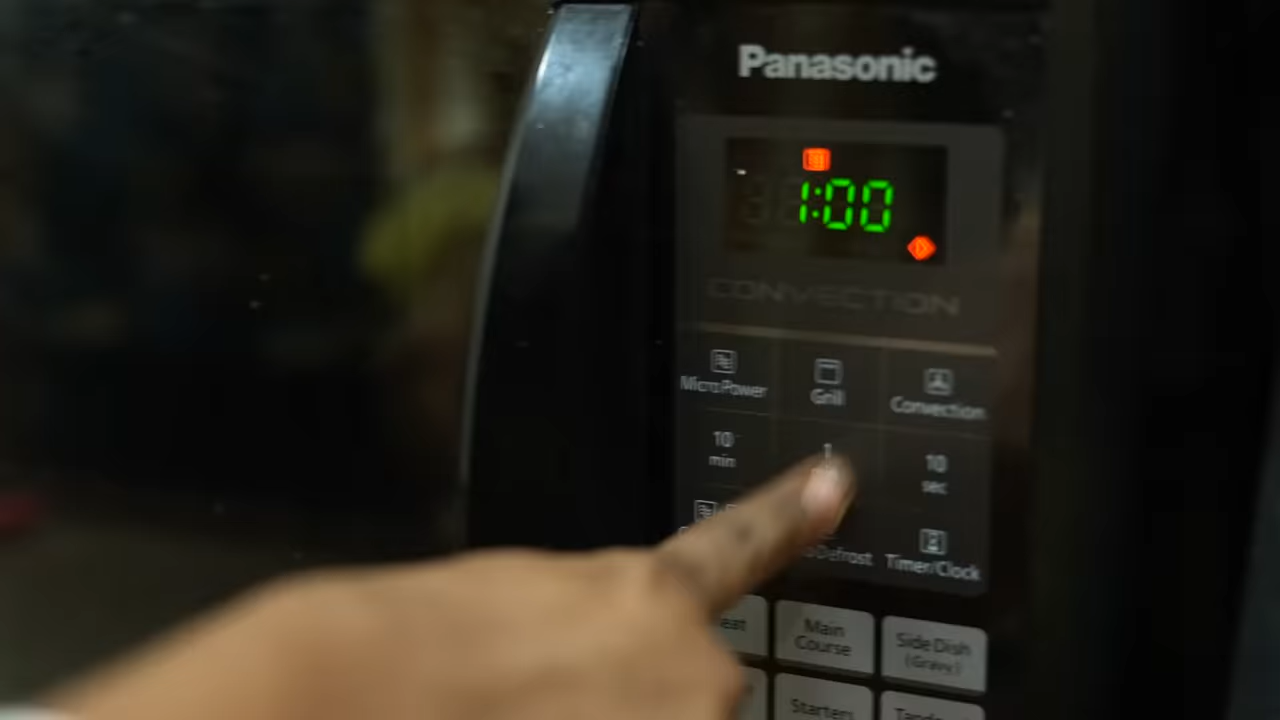 Panasonic
1:00
CONVECTION
Micro Power Grill Convection
10 1 10
min sec
Defrost Timer/Clock
Main Side Dish
Course (Gravy)
Starters